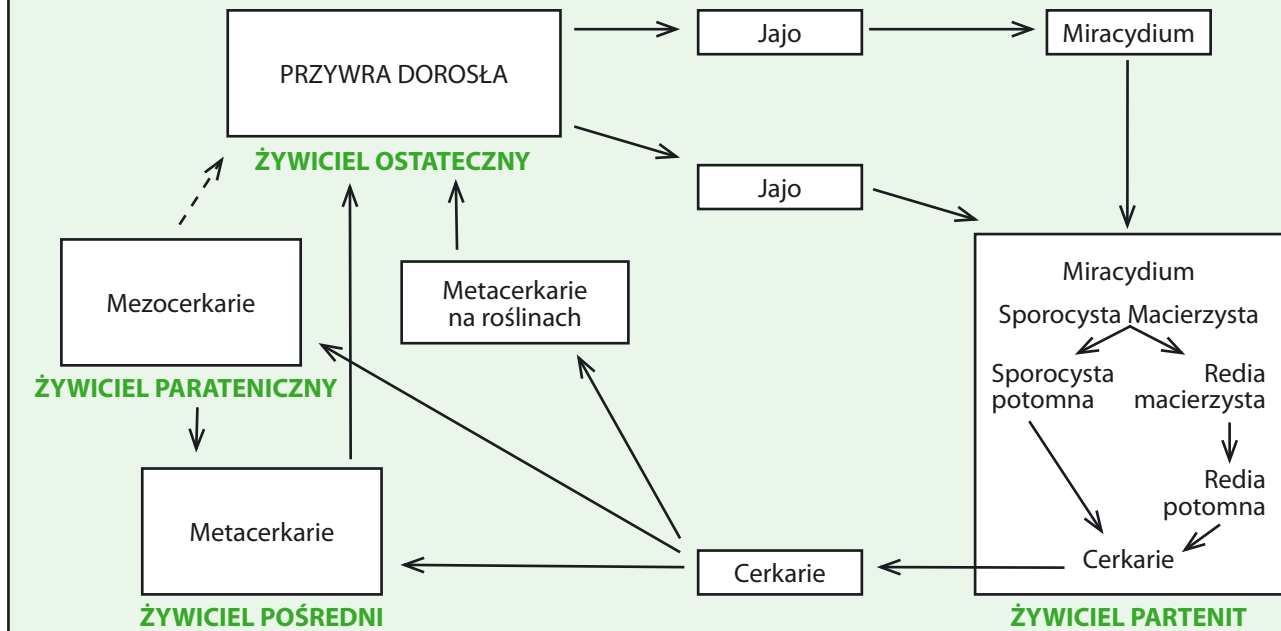 PRZYWRA DOROSŁA
ŻYWICIEL OSTATECZNY
Jajo
Miracydium
Jajo
Mezocerkarie
ŻYWICIEL PARATENICZNY
Metacerkarie
na roślinach
Metacerkarie
ŻYWICIEL POŚREDNI
Cerkarie
Miracydium
Sporocysta Macierzysta
Sporocysta
potomna
Redia
macierzysta
Redia
potomna
Cerkarie
ŻYWICIEL PARTENIT